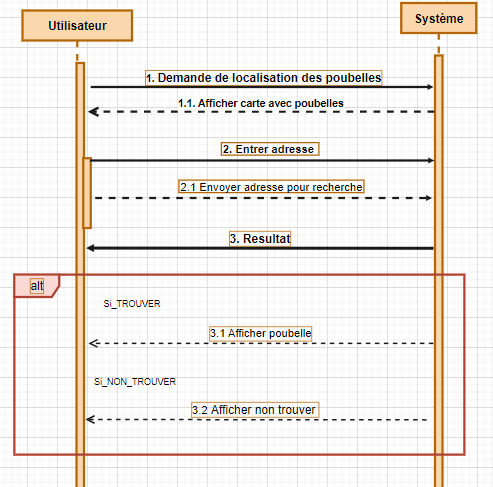 Utilisateur
Système
1. Demande de localisation des poubelles
1.1. Afficher carte avec poubelles
2. Entrer adresse
2.1 Envoyer adresse pour recherche
3. Resultat
alt
Si_TROUVER
3.1 Afficher poubelle
Si_NON_TROUVER
3.2 Afficher non trouver